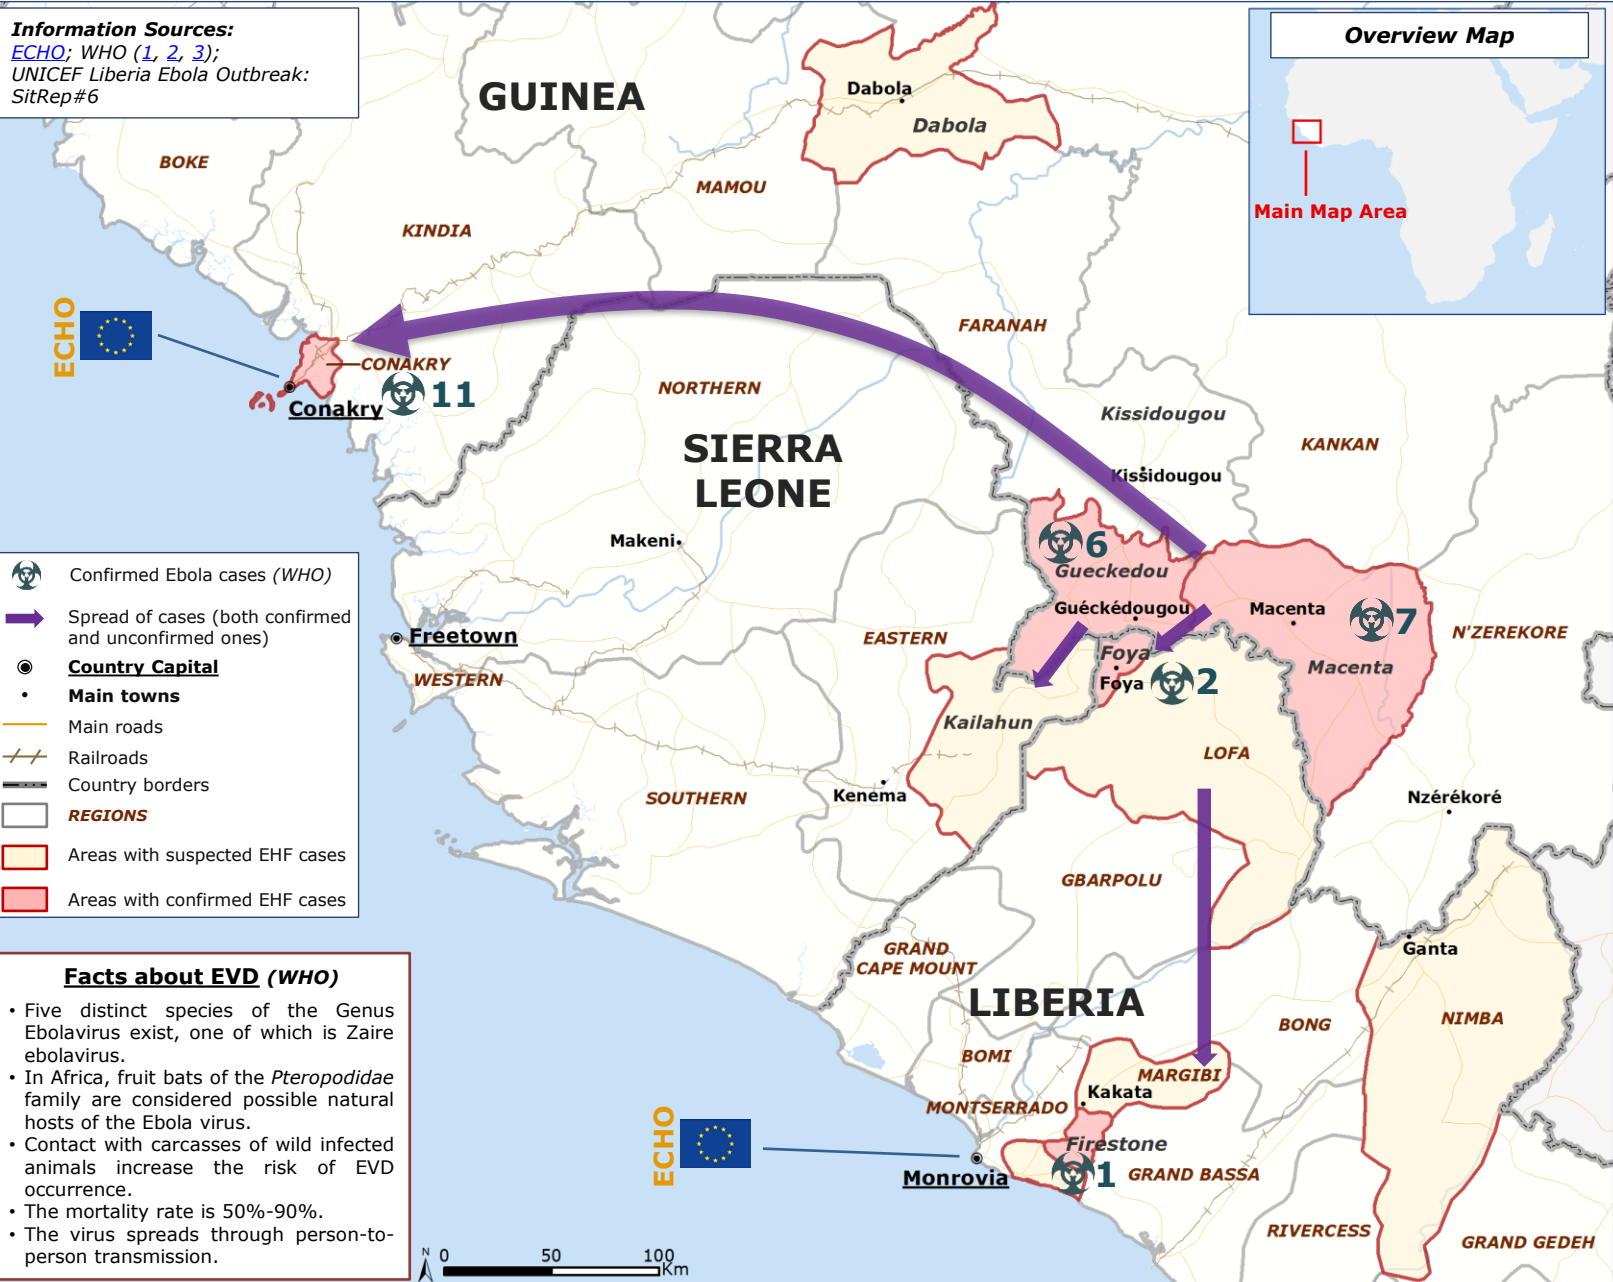 Information Sources:
ECHO; WHO (1, 2, 3);
UNICEF Liberia Ebola Outbreak:
SitRep#6
Overview Map
Main Map Area
GUINEA
Dabola
Dabola
BOKE
MAMOU
KINDIA
FARANAH
ECHO
CONAKRY
Conakry
11
NORTHERN
SIERRA
LEONE
Kissidougou
Kissidougou
KANKAN
Makeni
6
Gueckedou
Guéckédougou
Macenta
7
Macenta
N'ZEREKORE
Freetown
EASTERN
WESTERN
Foya
Foya
2
Kailahun
LOFA
SOUTHERN
Kenema
Nzérékoré
GBARPOLU
GRAND
CAPE MOUNT
Ganta
LIBERIA
BONG
NIMBA
BOMI
MARGIBI
Kakata
MONTSERRADO
Firestone
ECHO
1
GRAND BASSA
Monrovia
RIVERCESS
GRAND GEDEH
Confirmed Ebola cases (WHO)
Spread of cases (both confirmed
and unconfirmed ones)
Country Capital
Main towns
Main roads
Railroads
Country borders
REGIONS
Areas with suspected EHF cases
Areas with confirmed EHF cases
Facts about EVD (WHO)
• Five distinct species of the Genus
Ebolavirus exist, one of which is Zaire
ebolavirus.
• In Africa, fruit bats of the Pteropodidae
family are considered possible natural
hosts of the Ebola virus.
• Contact with carcasses of wild infected
animals increase the risk of EVD
occurrence.
• The mortality rate is 50%-90%.
• The virus spreads through person-to-
person transmission.
N
0 50 100
Km